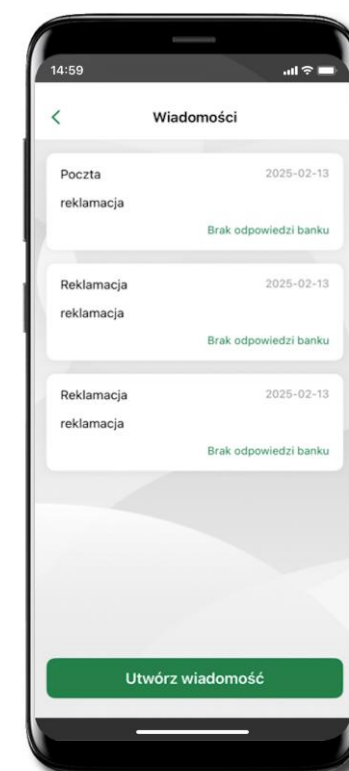 14:59
Wiadomości
Poczta 2025-02-13
reklamacja
Brak odpowiedzi banku
Reklamacja 2025-02-13
reklamacja
Brak odpowiedzi banku
Reklamacja 2025-02-13
reklamacja
Brak odpowiedzi banku
Utwórz wiadomość